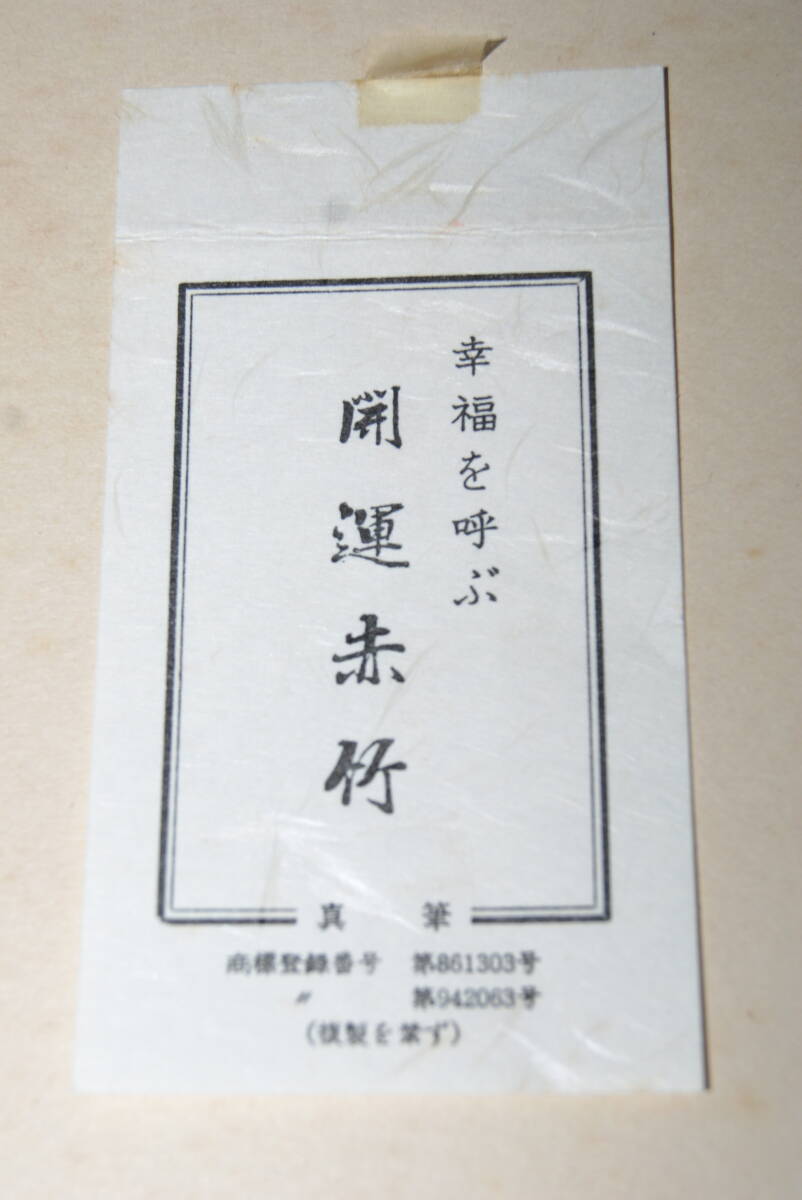 幸福を呼ぶ
開運赤竹
真筆
商標登録番号 第861303号
〃 第942063号
(複製を禁ず)